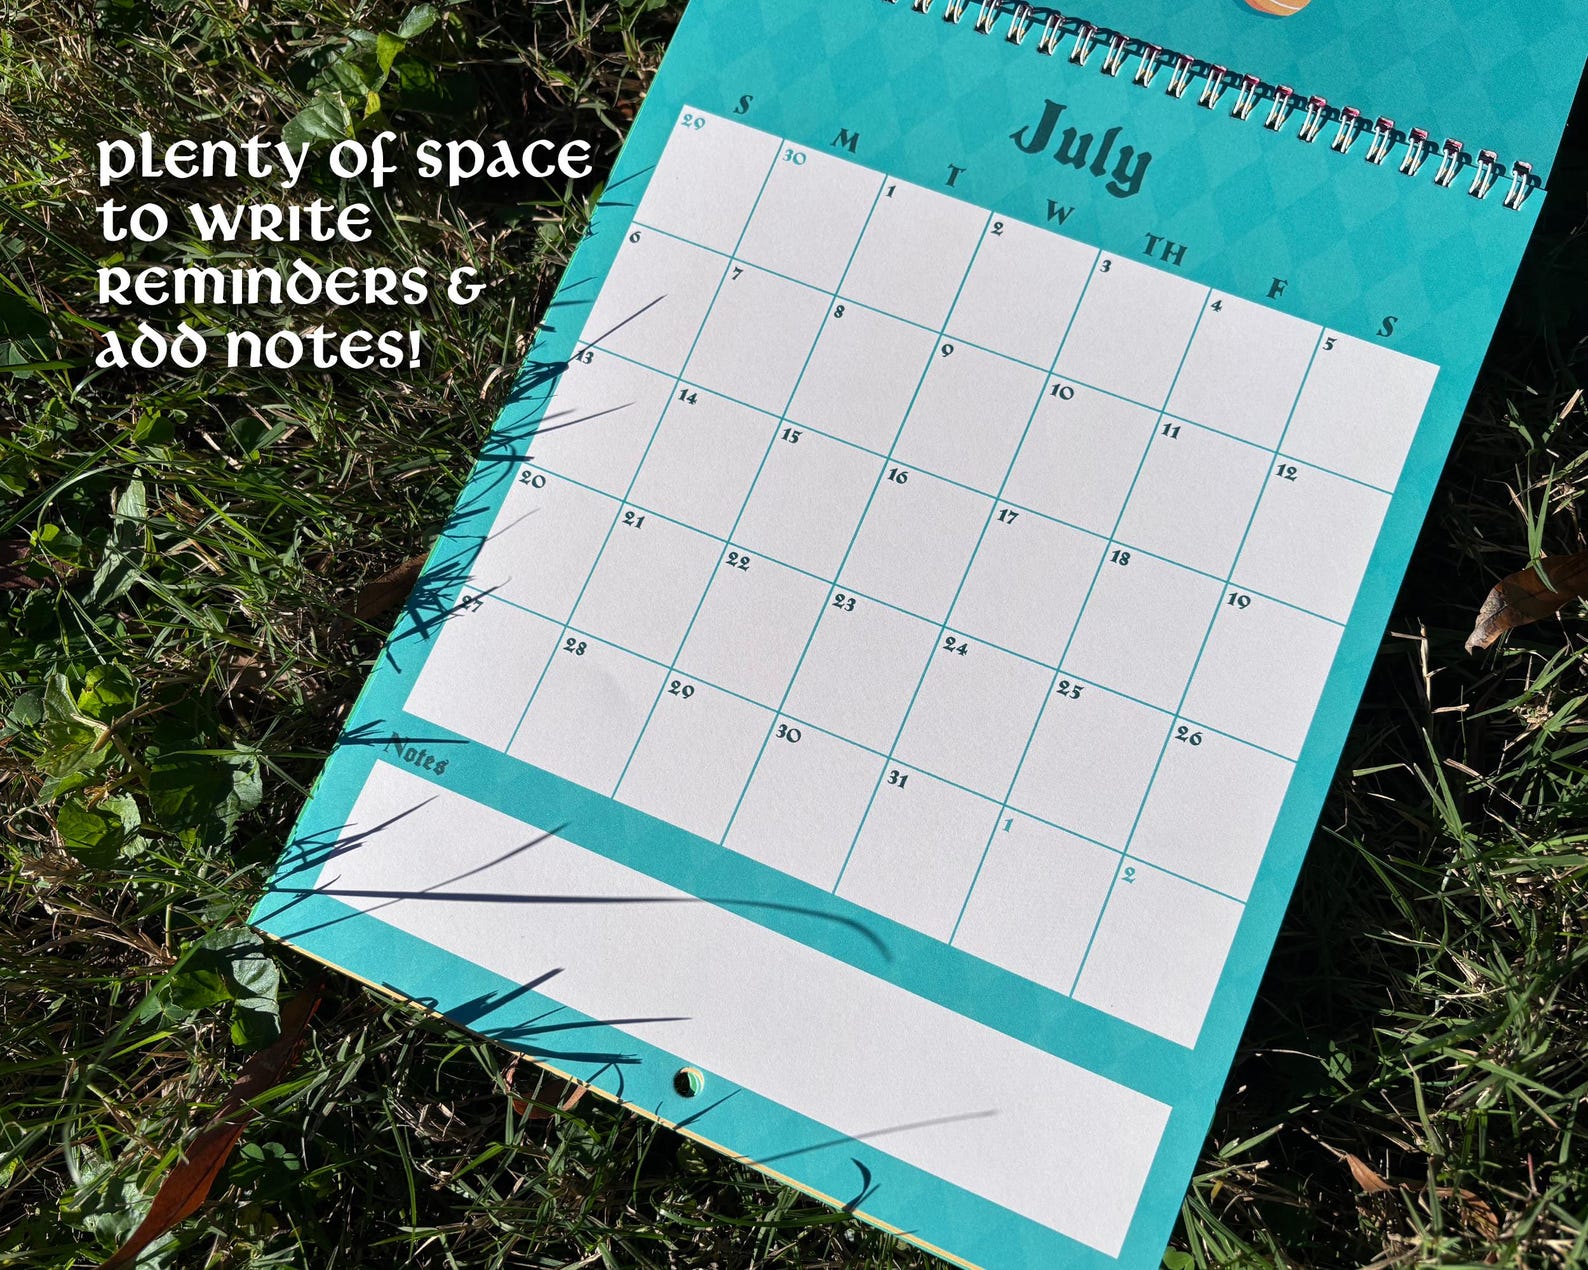 plenty of space
to write
reminders &
add notes!
July
S M T W TH F S
29 30 1 2 3 4 5
6 7 8 9 10 11 12
13 14 15 16 17 18 19
20 21 22 23 24 25 26
27 28 29 30 31 1 2
Notes